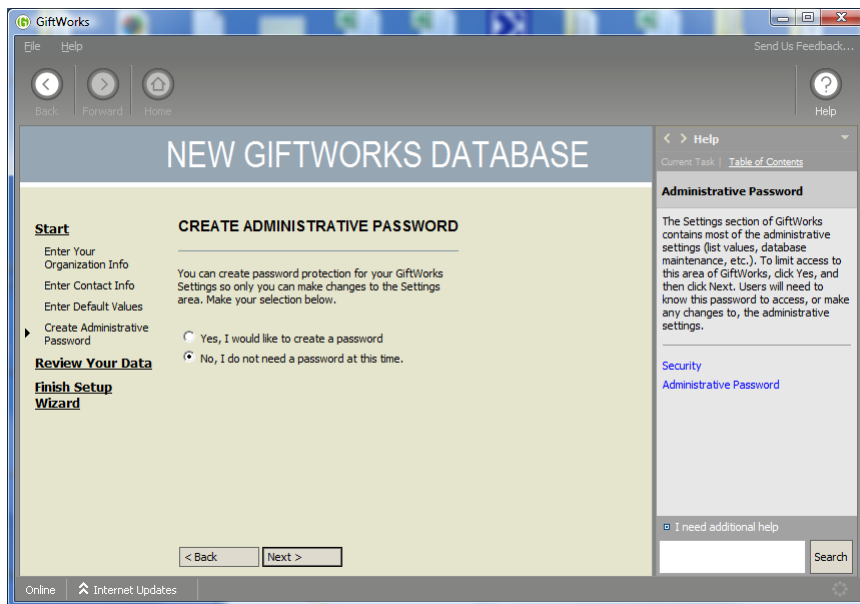 GiftWorks
File Help
Send Us Feedback...
Back Forward Home
Help
NEW GIFTWORKS DATABASE
Start
Enter Your
Organization Info
Enter Contact Info
Enter Default Values
Create Administrative
Password
Review Your Data
Finish Setup
Wizard
CREATE ADMINISTRATIVE PASSWORD
You can create password protection for your GiftWorks
Settings so only you can make changes to the Settings
area. Make your selection below.
Yes, I would like to create a password
No, I do not need a password at this time.
< Back Next >
< > Help
Current Task | Table of Contents
Administrative Password
The Settings section of GiftWorks
contains most of the administrative
settings (list values, database
maintenance, etc.). To limit access to
this area of GiftWorks, click Yes, and
then click Next. Users will need to
know this password to access, or make
any changes to, the administrative
settings.
Security
Administrative Password
I need additional help
Search
Online Internet Updates